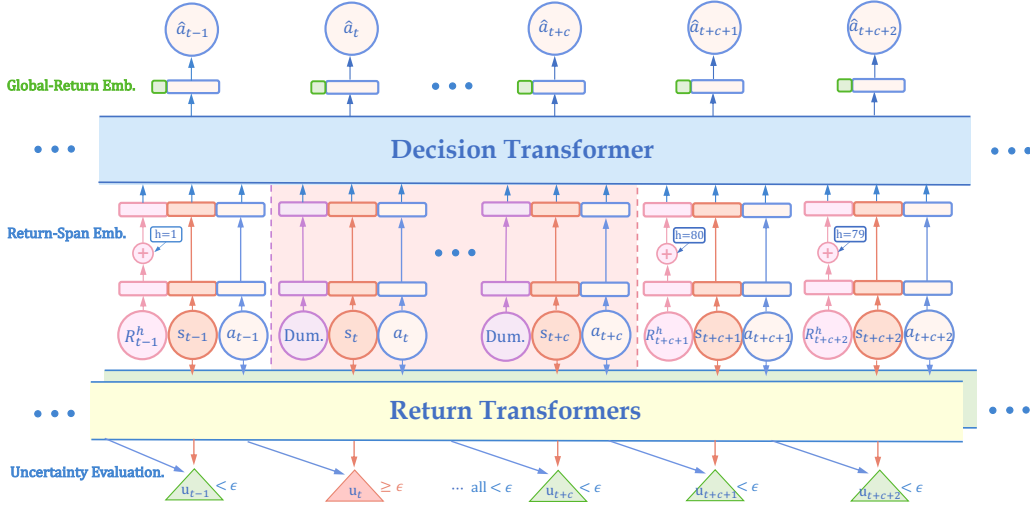 â_{t−1} â_t â_{t+c} â_{t+c+1} â_{t+c+2}
Global-Return Emb.
• • •
• • • Decision Transformer • • •
Return-Span Emb.
h=1 h=80 h=79
+ • • • + +
R^h_{t−1} s_{t−1} a_{t−1} Dum. s_t a_t Dum. s_{t+c} a_{t+c} R^h_{t+c+1} s_{t+c+1} a_{t+c+1} R^h_{t+c+2} s_{t+c+2} a_{t+c+2}
• • • Return Transformers • • •
Uncertainty Evaluation.
u_{t−1} < ϵ u_t ≥ ϵ ··· all < ϵ u_{t+c} < ϵ u_{t+c+1} < ϵ u_{t+c+2} < ϵ